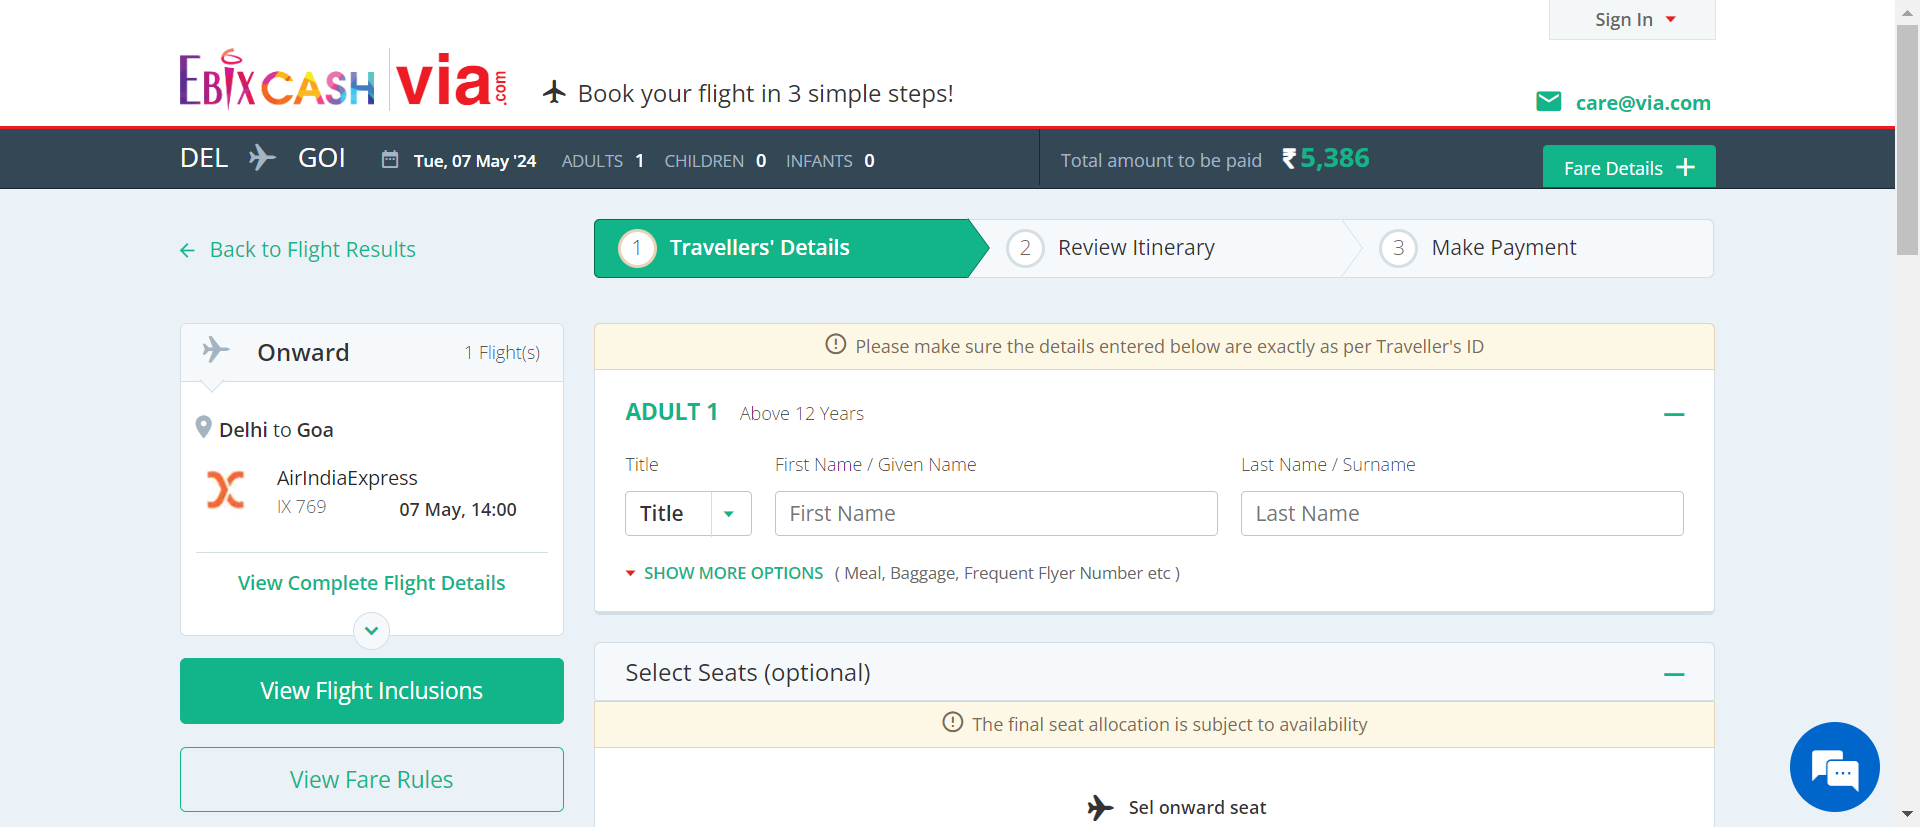 Sign In
EBIXCASH via.com
Book your flight in 3 simple steps!
care@via.com
DEL GOI Tue, 07 May '24 ADULTS 1 CHILDREN 0 INFANTS 0 Total amount to be paid ₹5,386 Fare Details
Back to Flight Results
1 Travellers' Details 2 Review Itinerary 3 Make Payment
Onward 1 Flight(s)
Delhi to Goa
AirIndiaExpress
IX 769
07 May, 14:00
View Complete Flight Details
View Flight Inclusions
View Fare Rules
Please make sure the details entered below are exactly as per Traveller's ID
ADULT 1 Above 12 Years
Title First Name / Given Name Last Name / Surname
Title First Name Last Name
SHOW MORE OPTIONS ( Meal, Baggage, Frequent Flyer Number etc )
Select Seats (optional)
The final seat allocation is subject to availability
Sel onward seat